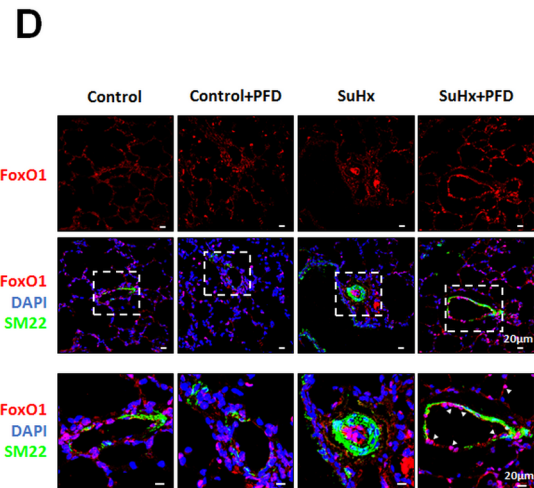 D
Control Control+PFD SuHx SuHx+PFD
FoxO1
FoxO1
DAPI
SM22
20μm
FoxO1
DAPI
SM22
20μm